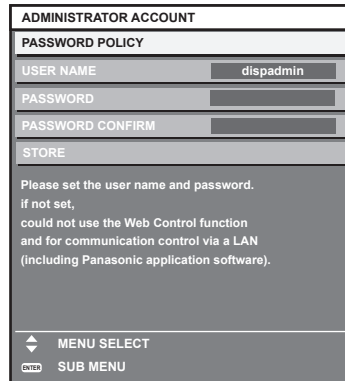 ADMINISTRATOR ACCOUNT
PASSWORD POLICY
USER NAME dispadmin
PASSWORD
PASSWORD CONFIRM
STORE
Please set the user name and password.
if not set,
could not use the Web Control function
and for communication control via a LAN
(including Panasonic application software).
MENU SELECT
ENTER SUB MENU